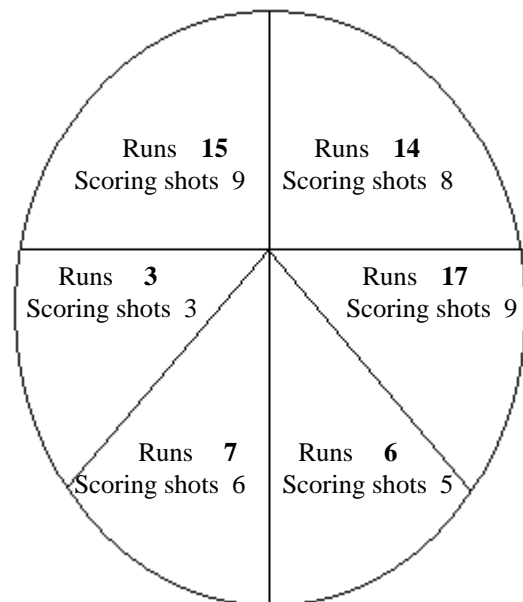 Runs 15
Scoring shots 9
Runs 14
Scoring shots 8
Runs 3
Scoring shots 3
Runs 17
Scoring shots 9
Runs 7
Scoring shots 6
Runs 6
Scoring shots 5